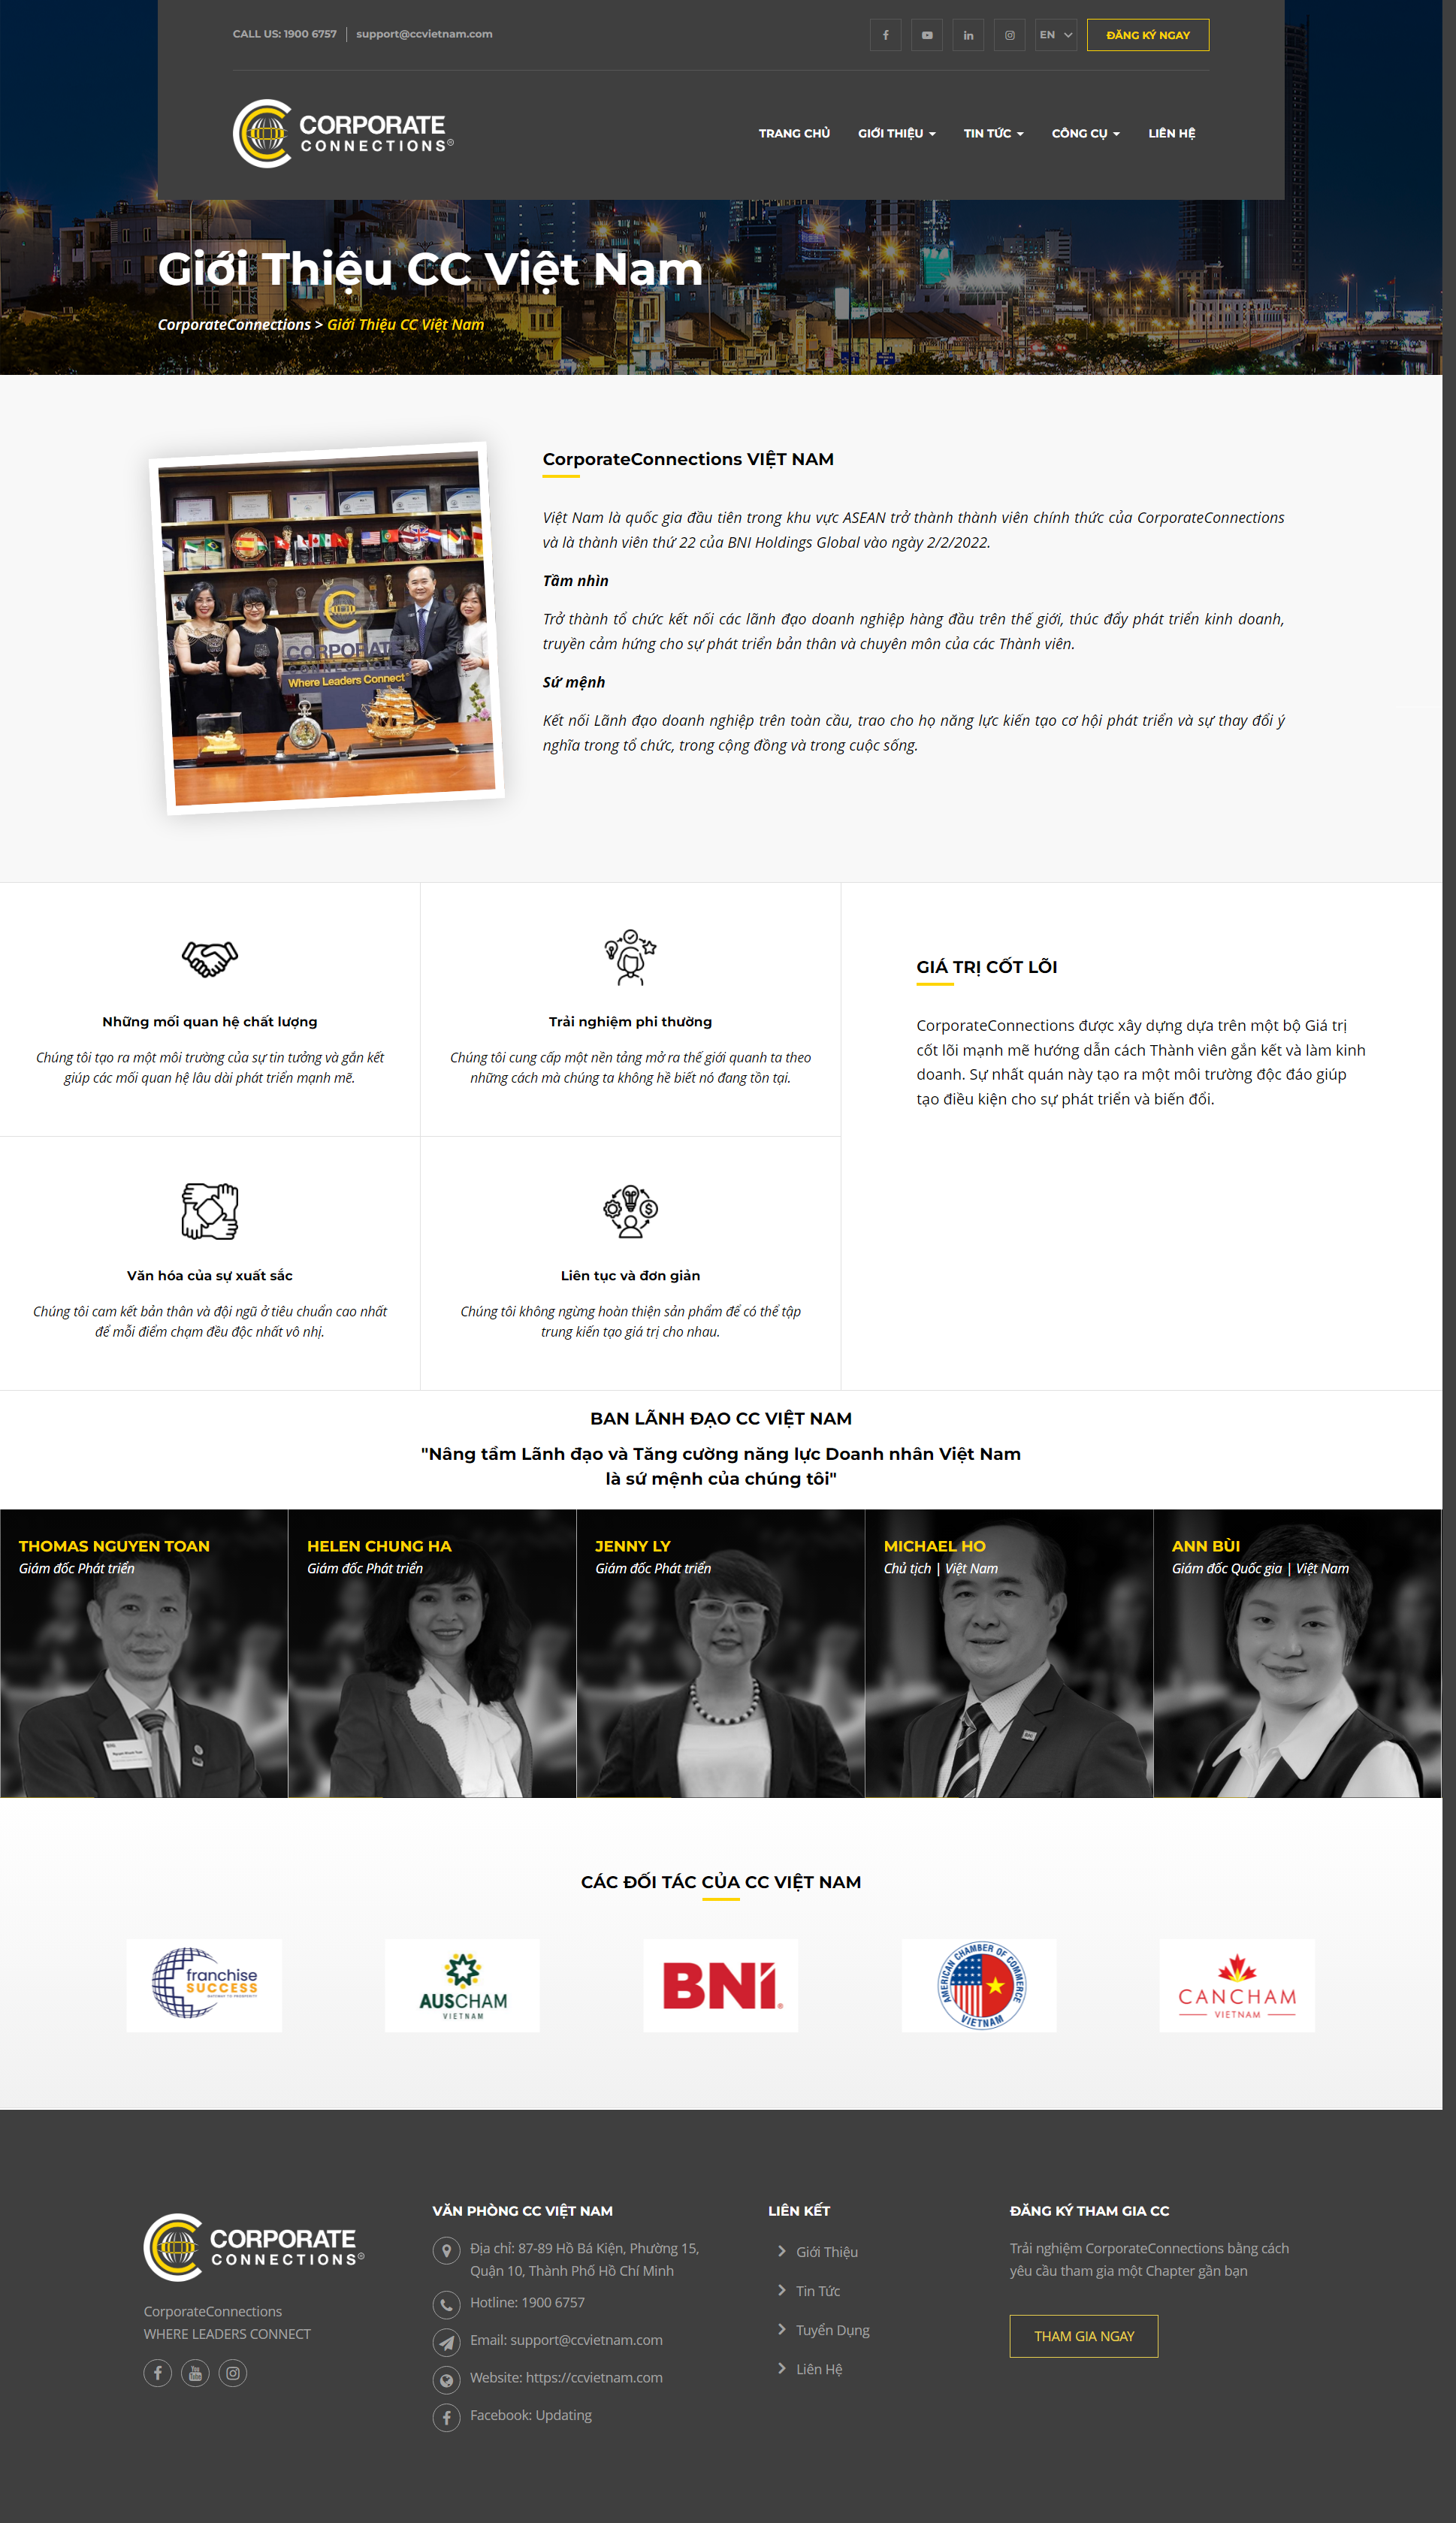 CALL US: 1900 6757
support@ccvietnam.com
EN
ĐĂNG KÝ NGAY
CORPORATE
CONNECTIONS®
TRANG CHỦ
GIỚI THIỆU
TIN TỨC
CÔNG CỤ
LIÊN HỆ
Giới Thiệu CC Việt Nam
CorporateConnections > Giới Thiệu CC Việt Nam
CORPORATE
CONNECTIONS
Where Leaders Connect
CorporateConnections VIỆT NAM
Việt Nam là quốc gia đầu tiên trong khu vực ASEAN trở thành thành viên chính thức của CorporateConnections
và là thành viên thứ 22 của BNI Holdings Global vào ngày 2/2/2022.
Tầm nhìn
Trở thành tổ chức kết nối các lãnh đạo doanh nghiệp hàng đầu trên thế giới, thúc đẩy phát triển kinh doanh,
truyền cảm hứng cho sự phát triển bản thân và chuyên môn của các Thành viên.
Sứ mệnh
Kết nối Lãnh đạo doanh nghiệp trên toàn cầu, trao cho họ năng lực kiến tạo cơ hội phát triển và sự thay đổi ý
nghĩa trong tổ chức, trong cộng đồng và trong cuộc sống.
Những mối quan hệ chất lượng
Chúng tôi tạo ra một môi trường của sự tin tưởng và gắn kết
giúp các mối quan hệ lâu dài phát triển mạnh mẽ.
Trải nghiệm phi thường
Chúng tôi cung cấp một nền tảng mở ra thế giới quanh ta theo
những cách mà chúng ta không hề biết nó đang tồn tại.
GIÁ TRỊ CỐT LÕI
CorporateConnections được xây dựng dựa trên một bộ Giá trị
cốt lõi mạnh mẽ hướng dẫn cách Thành viên gắn kết và làm kinh
doanh. Sự nhất quán này tạo ra một môi trường độc đáo giúp
tạo điều kiện cho sự phát triển và biến đổi.
Văn hóa của sự xuất sắc
Chúng tôi cam kết bản thân và đội ngũ ở tiêu chuẩn cao nhất
để mỗi điểm chạm đều độc nhất vô nhị.
Liên tục và đơn giản
Chúng tôi không ngừng hoàn thiện sản phẩm để có thể tập
trung kiến tạo giá trị cho nhau.
BAN LÃNH ĐẠO CC VIỆT NAM
"Nâng tầm Lãnh đạo và Tăng cường năng lực Doanh nhân Việt Nam
là sứ mệnh của chúng tôi"
THOMAS NGUYEN TOAN
Giám đốc Phát triển
HELEN CHUNG HA
Giám đốc Phát triển
JENNY LY
Giám đốc Phát triển
MICHAEL HO
Chủ tịch | Việt Nam
ANN BÙI
Giám đốc Quốc gia | Việt Nam
CÁC ĐỐI TÁC CỦA CC VIỆT NAM
franchise
SUCCESS
AUSCHAM
VIETNAM
BNI®
AMERICAN CHAMBER OF COMMERCE
VIETNAM
CANCHAM
VIETNAM
CORPORATE
CONNECTIONS®
CorporateConnections
WHERE LEADERS CONNECT
VĂN PHÒNG CC VIỆT NAM
Địa chỉ: 87-89 Hồ Bá Kiện, Phường 15,
Quận 10, Thành Phố Hồ Chí Minh
Hotline: 1900 6757
Email: support@ccvietnam.com
Website: https://ccvietnam.com
Facebook: Updating
LIÊN KẾT
Giới Thiệu
Tin Tức
Tuyển Dụng
Liên Hệ
ĐĂNG KÝ THAM GIA CC
Trải nghiệm CorporateConnections bằng cách
yêu cầu tham gia một Chapter gần bạn
THAM GIA NGAY